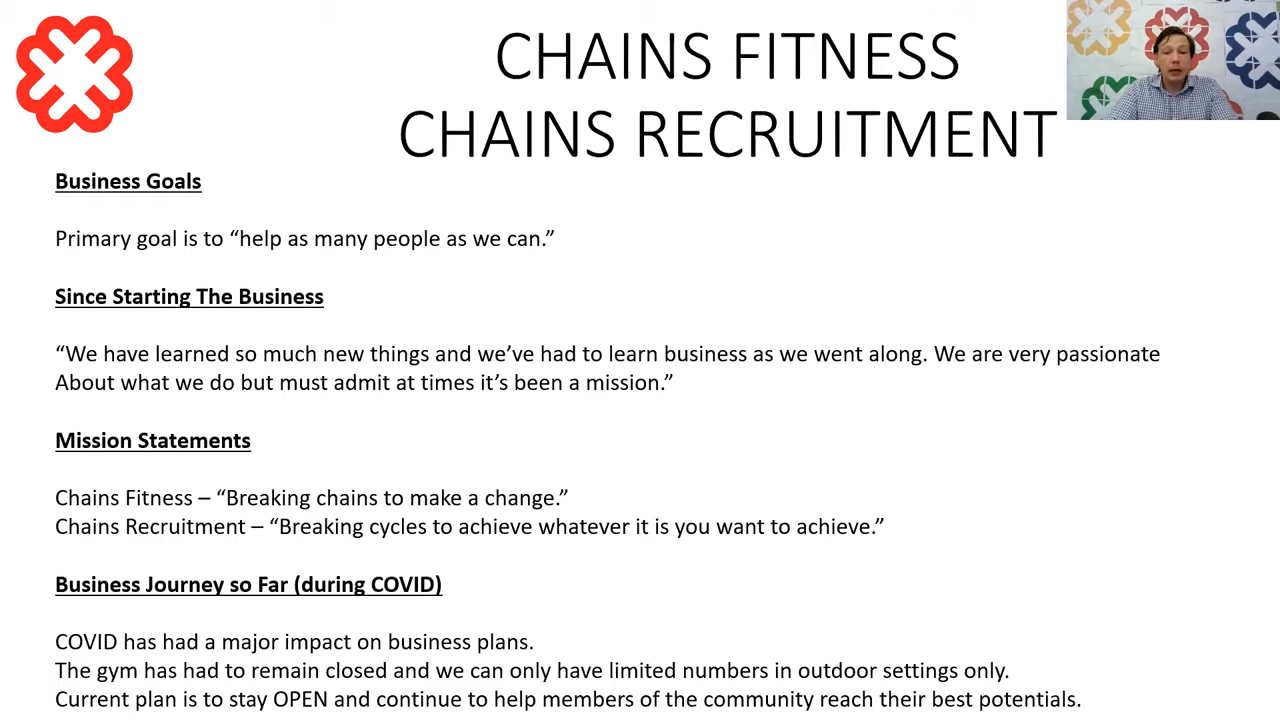 CHAINS FITNESS
CHAINS RECRUITMENT
Business Goals
Primary goal is to “help as many people as we can.”
Since Starting The Business
“We have learned so much new things and we’ve had to learn business as we went along. We are very passionate
About what we do but must admit at times it’s been a mission.”
Mission Statements
Chains Fitness – “Breaking chains to make a change.”
Chains Recruitment – “Breaking cycles to achieve whatever it is you want to achieve.”
Business Journey so Far (during COVID)
COVID has had a major impact on business plans.
The gym has had to remain closed and we can only have limited numbers in outdoor settings only.
Current plan is to stay OPEN and continue to help members of the community reach their best potentials.